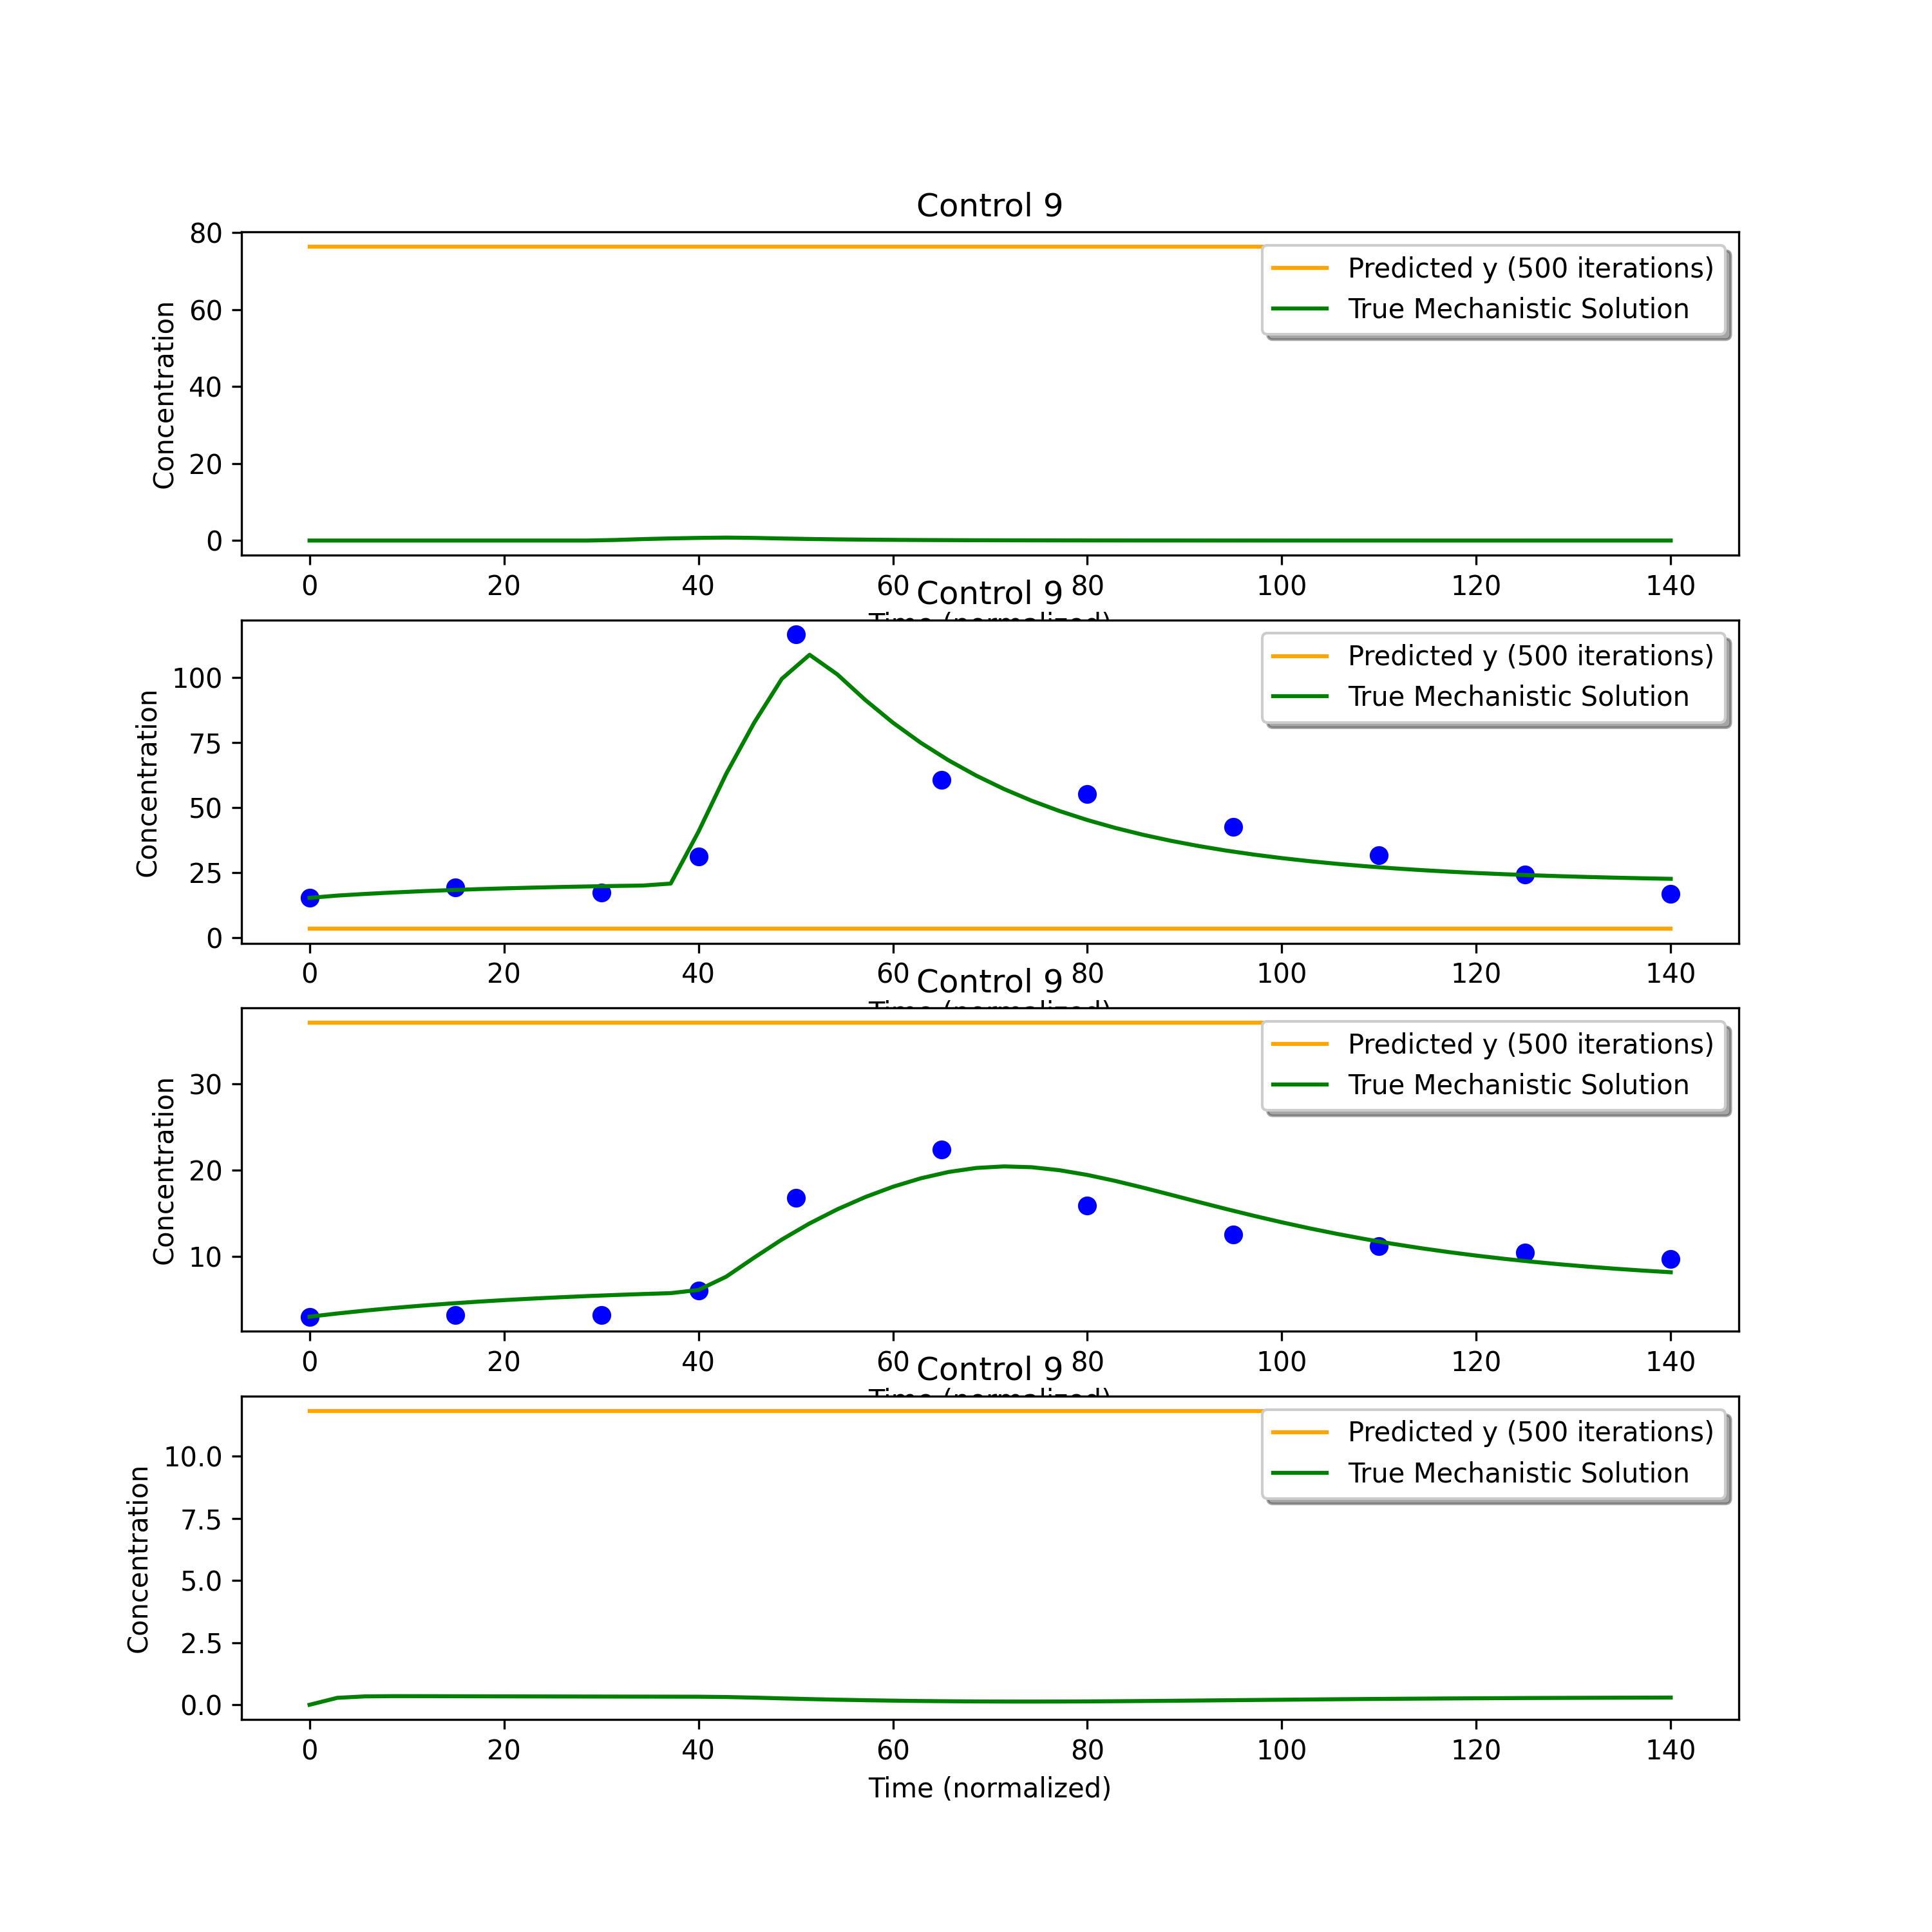 Control 9
80
60
40
20
0
Concentration
Predicted y (500 iterations)
True Mechanistic Solution
0 20 40 60 80 100 120 140
Control 9
100
75
50
25
0
Concentration
Predicted y (500 iterations)
True Mechanistic Solution
0 20 40 60 80 100 120 140
Control 9
30
20
10
Concentration
Predicted y (500 iterations)
True Mechanistic Solution
0 20 40 60 80 100 120 140
Control 9
10.0
7.5
5.0
2.5
0.0
Concentration
Predicted y (500 iterations)
True Mechanistic Solution
0 20 40 60 80 100 120 140
Time (normalized)